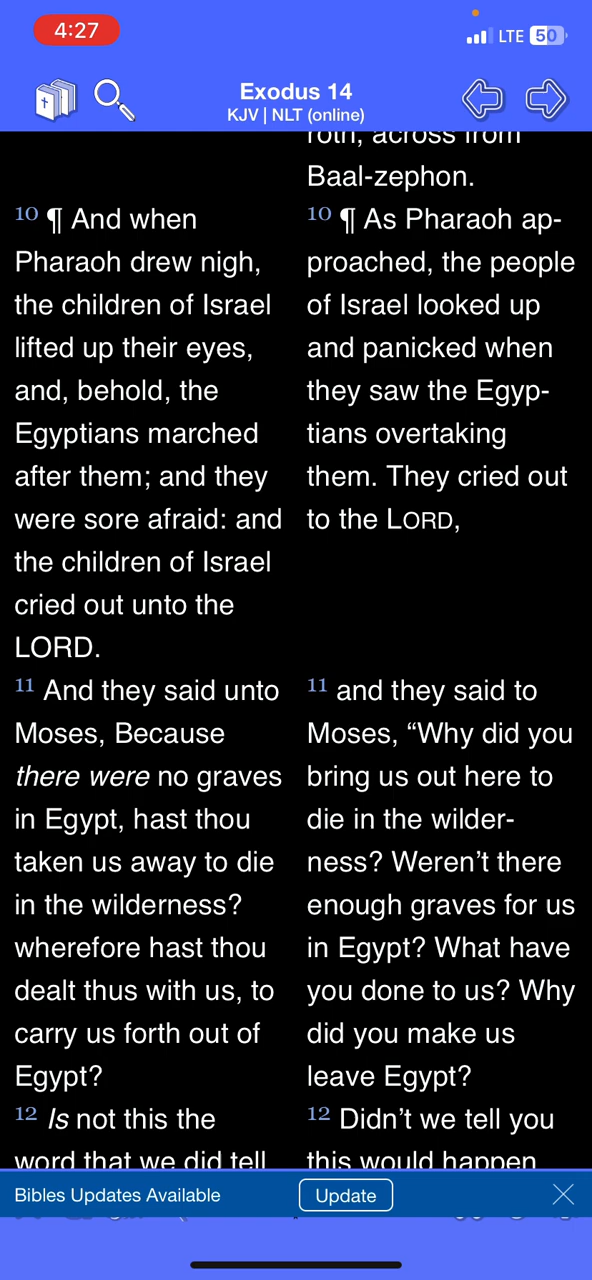 4:27
LTE 50
Exodus 14
KJV | NLT (online)
roth, across from
Baal-zephon.
10 ¶ And when
Pharaoh drew nigh,
the children of Israel
lifted up their eyes,
and, behold, the
Egyptians marched
after them; and they
were sore afraid: and
the children of Israel
cried out unto the
LORD.
10 ¶ As Pharaoh ap-
proached, the people
of Israel looked up
and panicked when
they saw the Egyp-
tians overtaking
them. They cried out
to the LORD,
11 And they said unto
Moses, Because
there were no graves
in Egypt, hast thou
taken us away to die
in the wilderness?
wherefore hast thou
dealt thus with us, to
carry us forth out of
Egypt?
11 and they said to
Moses, “Why did you
bring us out here to
die in the wilder-
ness? Weren’t there
enough graves for us
in Egypt? What have
you done to us? Why
did you make us
leave Egypt?
12 Is not this the
word that we did tell
12 Didn’t we tell you
this would happen
Bibles Updates Available
Update